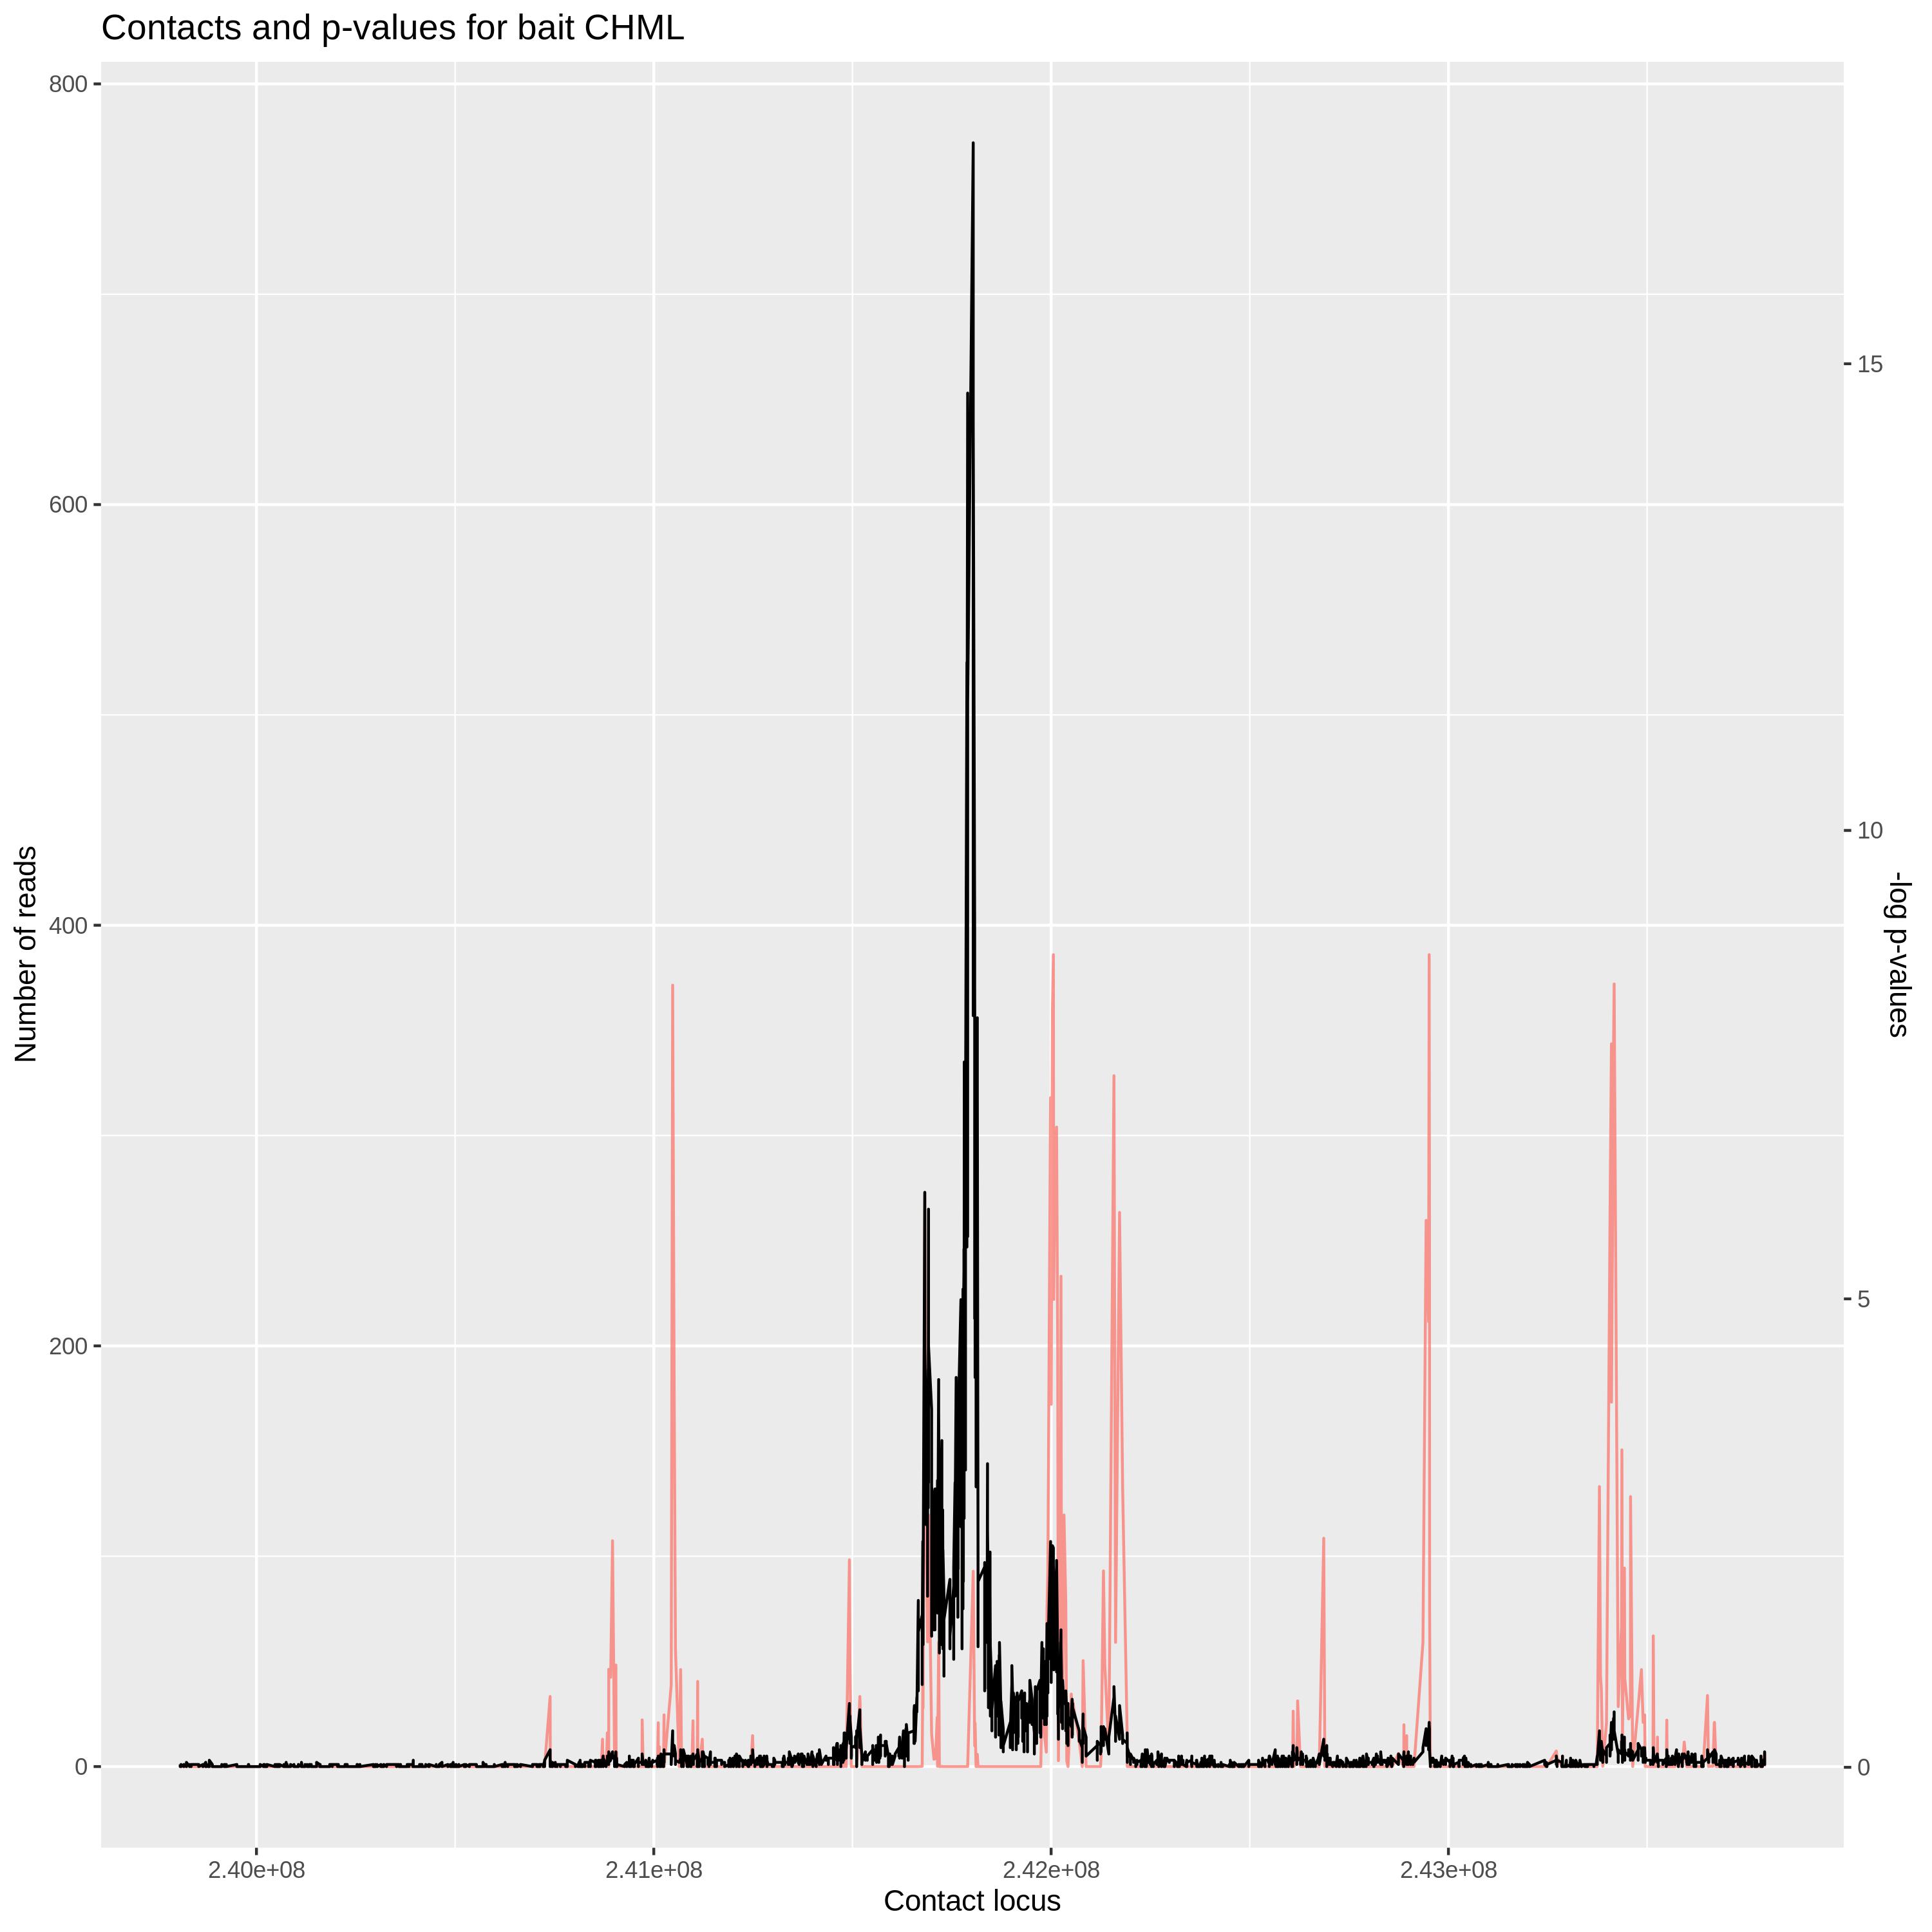 Contacts and p-values for bait CHML
800
600
400
200
0
Number of reads
15
10
5
0
-log p-values
2.40e+08
2.41e+08
2.42e+08
2.43e+08
Contact locus